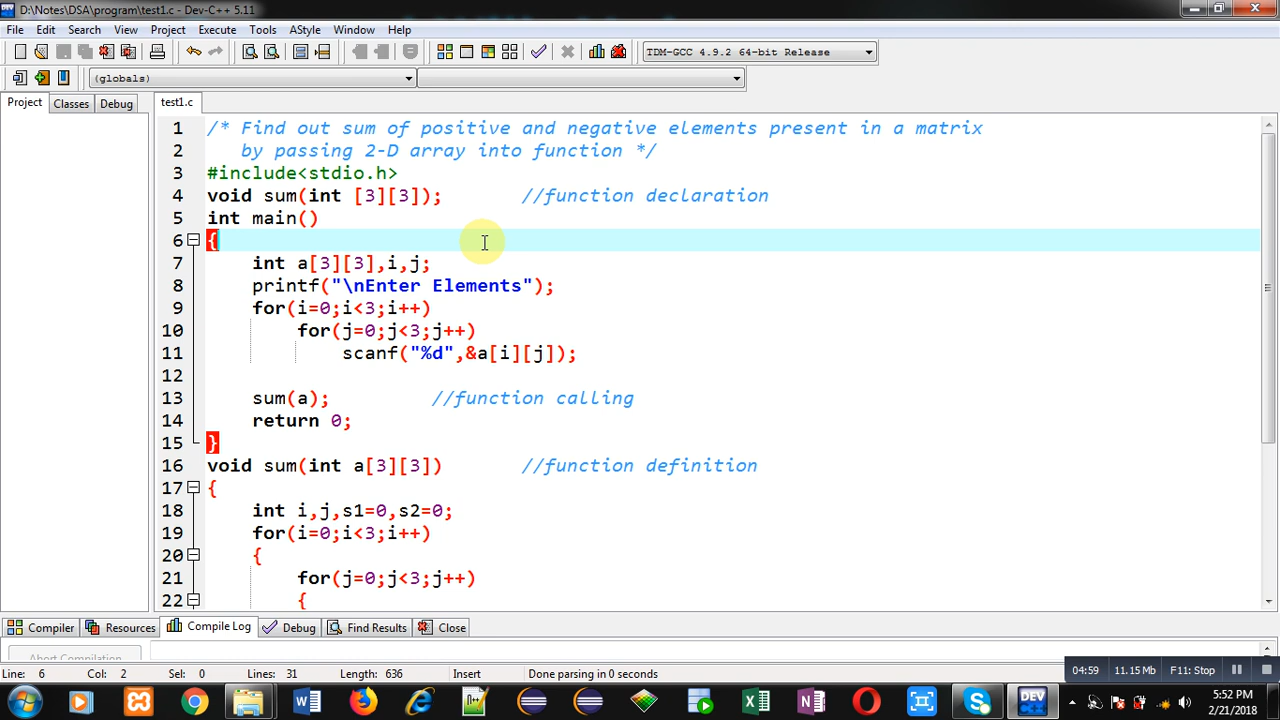 D:\Notes\DSA\program\test1.c - Dev-C++ 5.11
File Edit Search View Project Execute Tools AStyle Window Help
TDM-GCC 4.9.2 64-bit Release
(globals)
Project Classes Debug test1.c
1 /* Find out sum of positive and negative elements present in a matrix
2 by passing 2-D array into function */
3 #include<stdio.h>
4 void sum(int [3][3]); //function declaration
5 int main()
6 {
7 int a[3][3],i,j;
8 printf("\nEnter Elements");
9 for(i=0;i<3;i++)
10 for(j=0;j<3;j++)
11 scanf("%d",&a[i][j]);
12
13 sum(a); //function calling
14 return 0;
15 }
16 void sum(int a[3][3]) //function definition
17 {
18 int i,j,s1=0,s2=0;
19 for(i=0;i<3;i++)
20 {
21 for(j=0;j<3;j++)
22 {
Compiler Resources Compile Log Debug Find Results Close
Abort Compilation
Line: 6 Col: 2 Sel: 0 Lines: 31 Length: 636 Insert Done parsing in 0 seconds
04:59 11.15 Mb F11: Stop
5:52 PM
2/21/2018